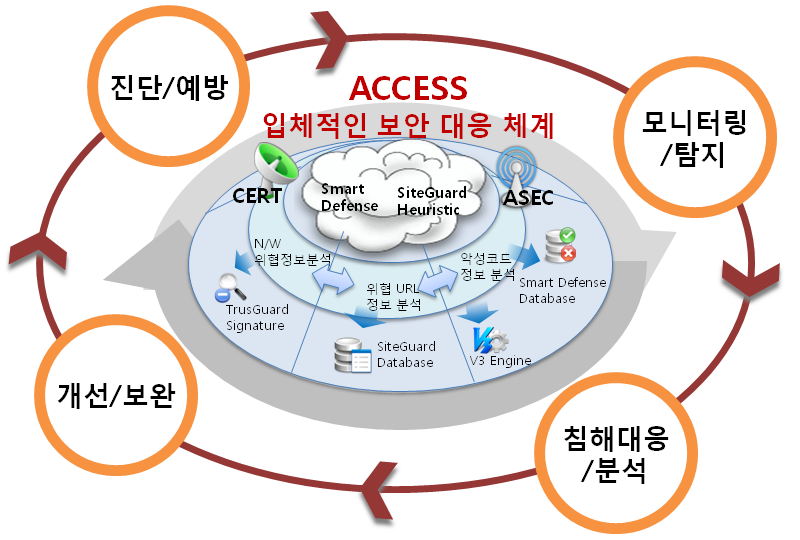 진단/예방
ACCESS
입체적인 보안 대응 체계
모니터링
/탐지
CERT
Smart
Defense
SiteGuard
Heuristic
ASEC
N/W
위협정보분석
위협 URL
정보 분석
악성코드
정보 분석
Smart Defense
Database
TrusGuard
Signature
SiteGuard
Database
V3
V3 Engine
개선/보완
침해대응
/분석